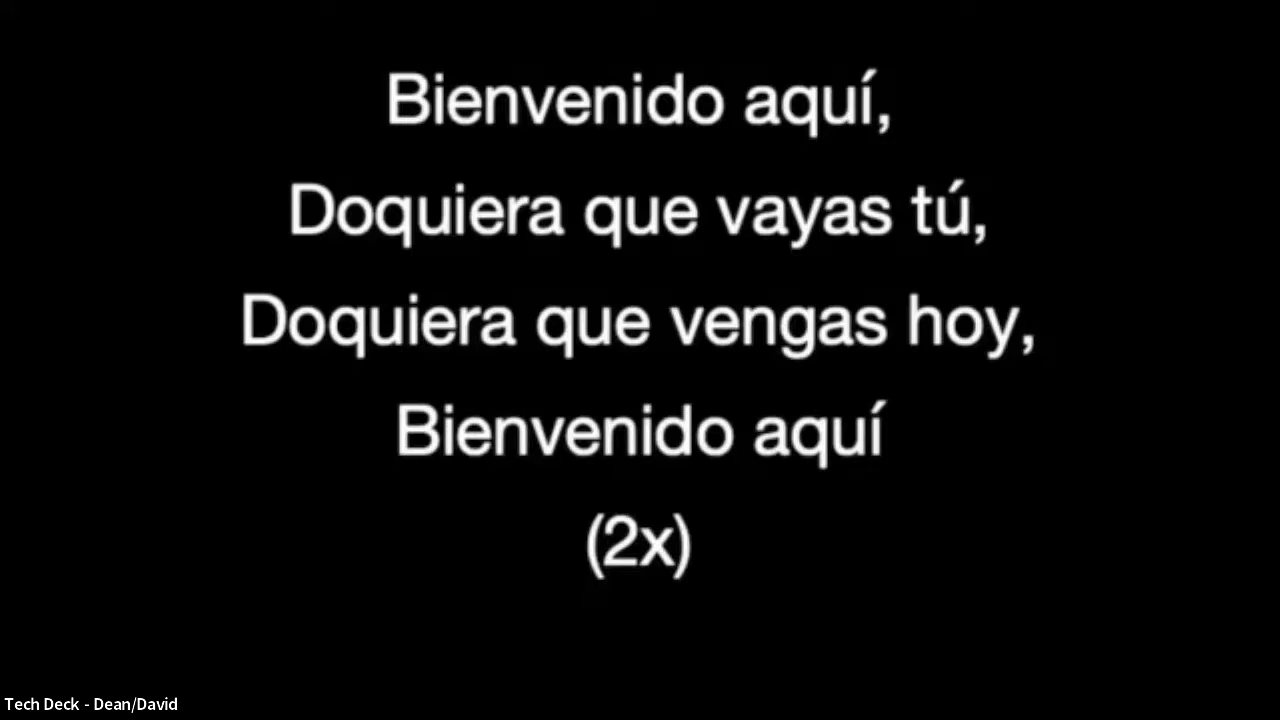 Bienvenido aquí,
Doquiera que vayas tú,
Doquiera que vengas hoy,
Bienvenido aquí
(2x)
Tech Deck - Dean/David